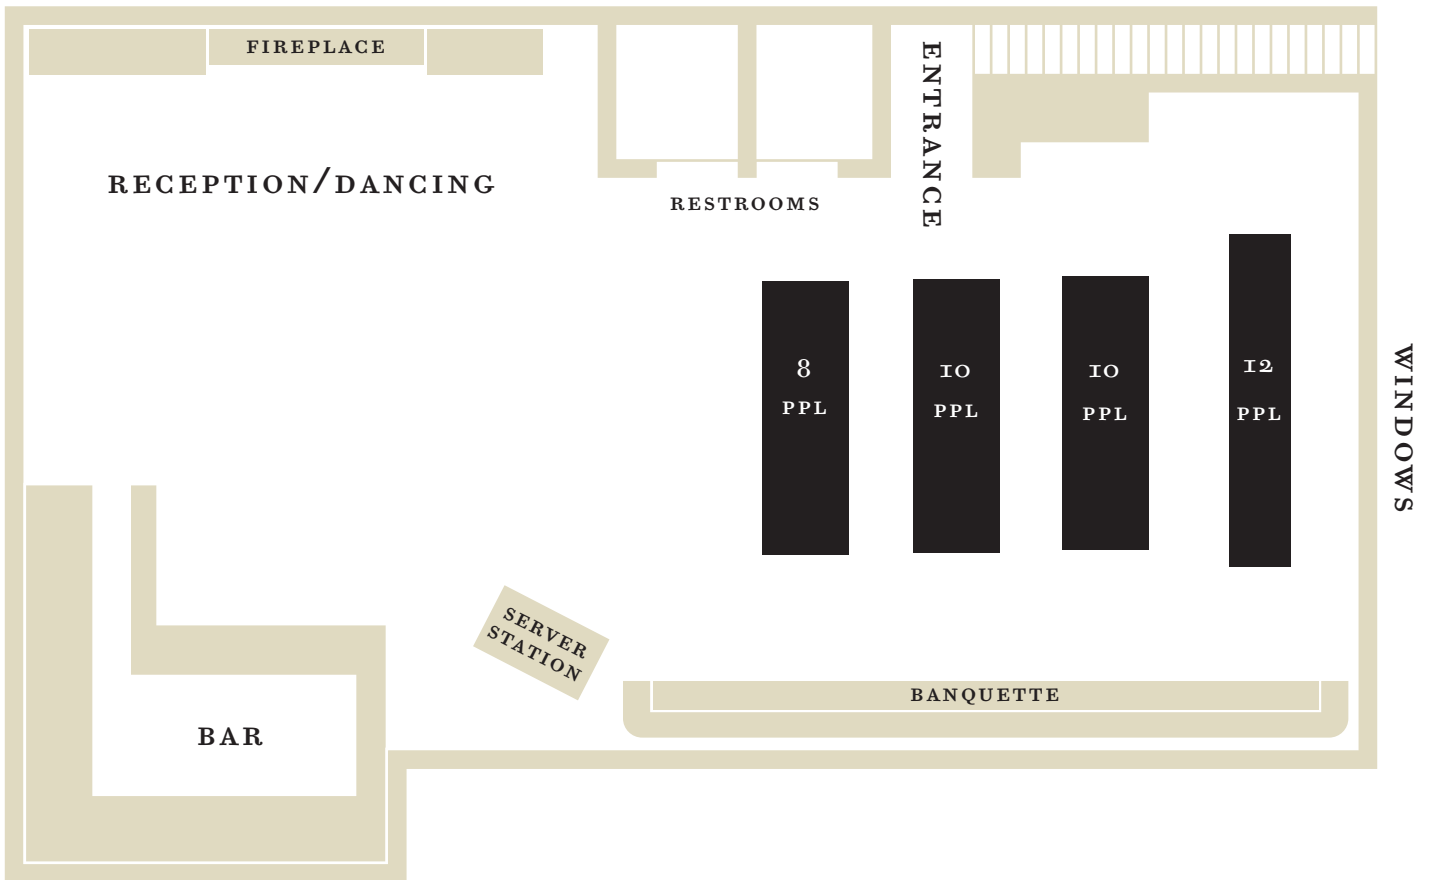 FIREPLACE
ENTRANCE
RECEPTION/DANCING
RESTROOMS
8
PPL
10
PPL
10
PPL
12
PPL
WINDOWS
SERVER
STATION
BANQUETTE
BAR